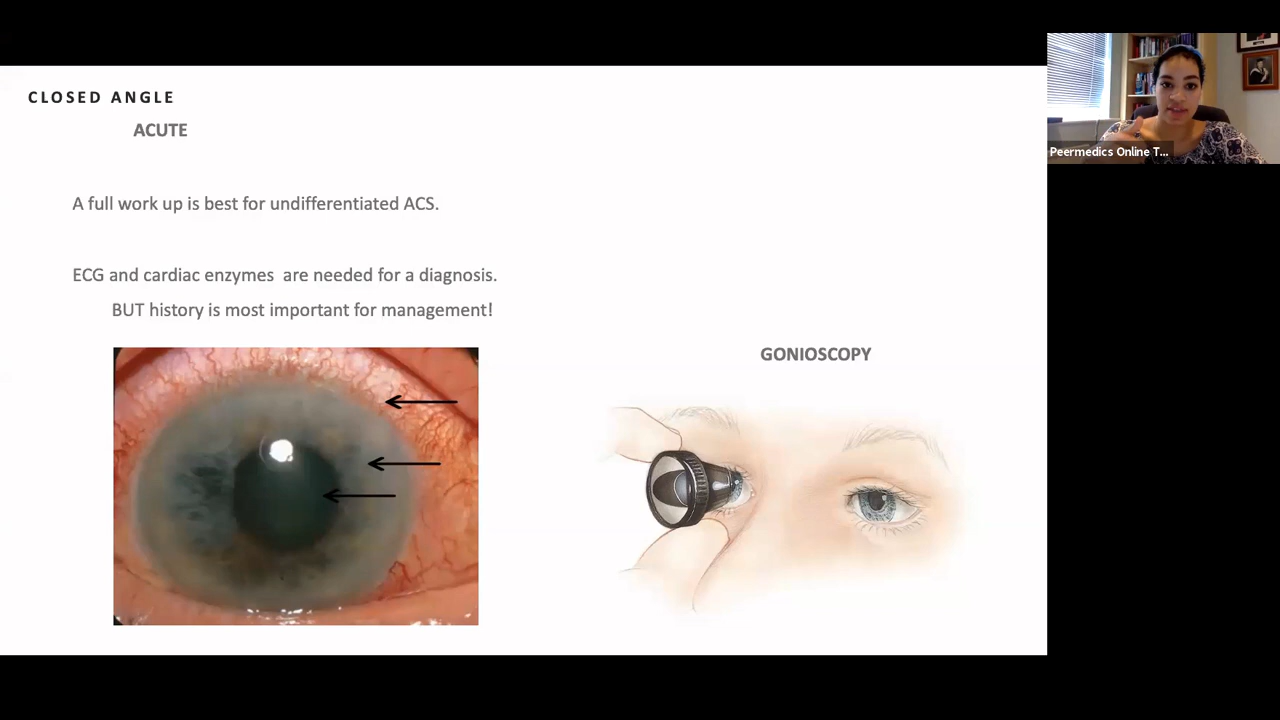 CLOSED ANGLE
ACUTE
A full work up is best for undifferentiated ACS.
ECG and cardiac enzymes are needed for a diagnosis.
BUT history is most important for management!
GONIOSCOPY
Peermedics Online T...